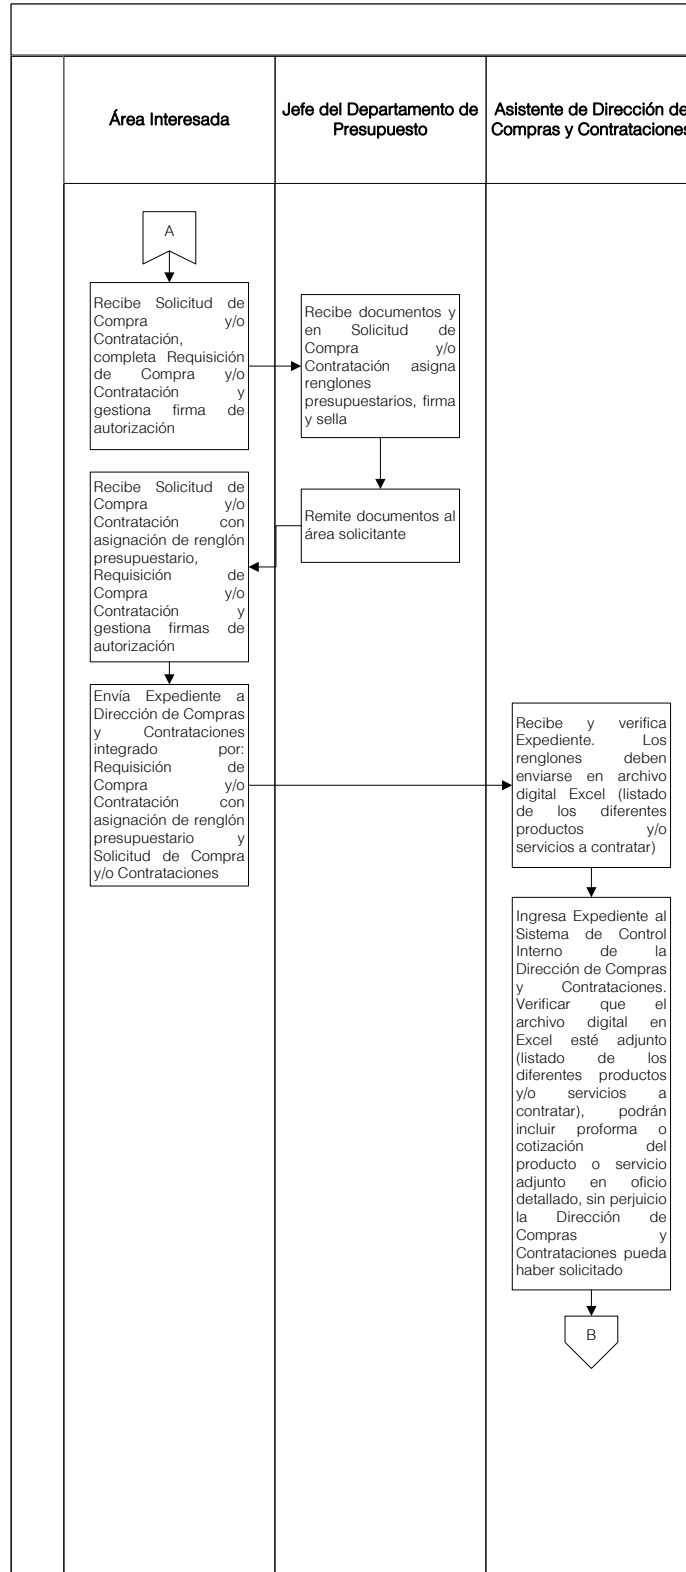 Área Interesada
Jefe del Departamento de
Presupuesto
Asistente de Dirección de
Compras y Contrataciones
A
Recibe Solicitud de
Compra y/o
Contratación,
completa Requisición
de Compra y/o
Contratación y
gestiona firma de
autorización
Recibe documentos y
en Solicitud de
Compra y/o
Contratación asigna
renglones
presupuestarios, firma
y sella
Remite documentos al
área solicitante
Recibe Solicitud de
Compra y/o
Contratación con
asignación de renglón
presupuestario,
Requisición de
Compra y/o
Contratación y
gestiona firmas de
autorización
Envía Expediente a
Dirección de Compras
y Contrataciones
integrado por:
Requisición de
Compra y/o
Contratación con
asignación de renglón
presupuestario y
Solicitud de Compra
y/o Contrataciones
Recibe y verifica
Expediente. Los
renglones deben
enviarse en archivo
digital Excel (listado
de los diferentes
productos y/o
servicios a contratar)
Ingresa Expediente al
Sistema de Control
Interno de la
Dirección de Compras
y Contrataciones.
Verificar que el
archivo digital en
Excel esté adjunto
(listado de los
diferentes productos
y/o servicios a
contratar), podrán
incluir proforma o
cotización del
producto o servicio
adjunto en oficio
detallado, sin perjuicio
la Dirección de
Compras y
Contrataciones pueda
haber solicitado
B